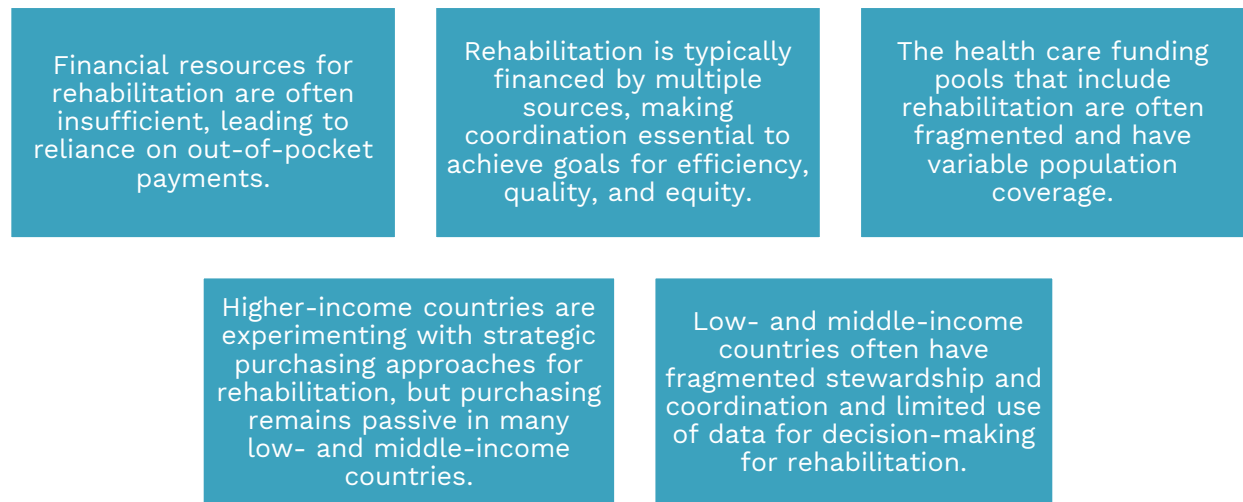 Financial resources for
rehabilitation are often
insufficient, leading to
reliance on out-of-pocket
payments.
Rehabilitation is typically
financed by multiple
sources, making
coordination essential to
achieve goals for efficiency,
quality, and equity.
The health care funding
pools that include
rehabilitation are often
fragmented and have
variable population
coverage.
Higher-income countries are
experimenting with strategic
purchasing approaches for
rehabilitation, but purchasing
remains passive in many
low- and middle-income
countries.
Low- and middle-income
countries often have
fragmented stewardship and
coordination and limited use
of data for decision-making
for rehabilitation.